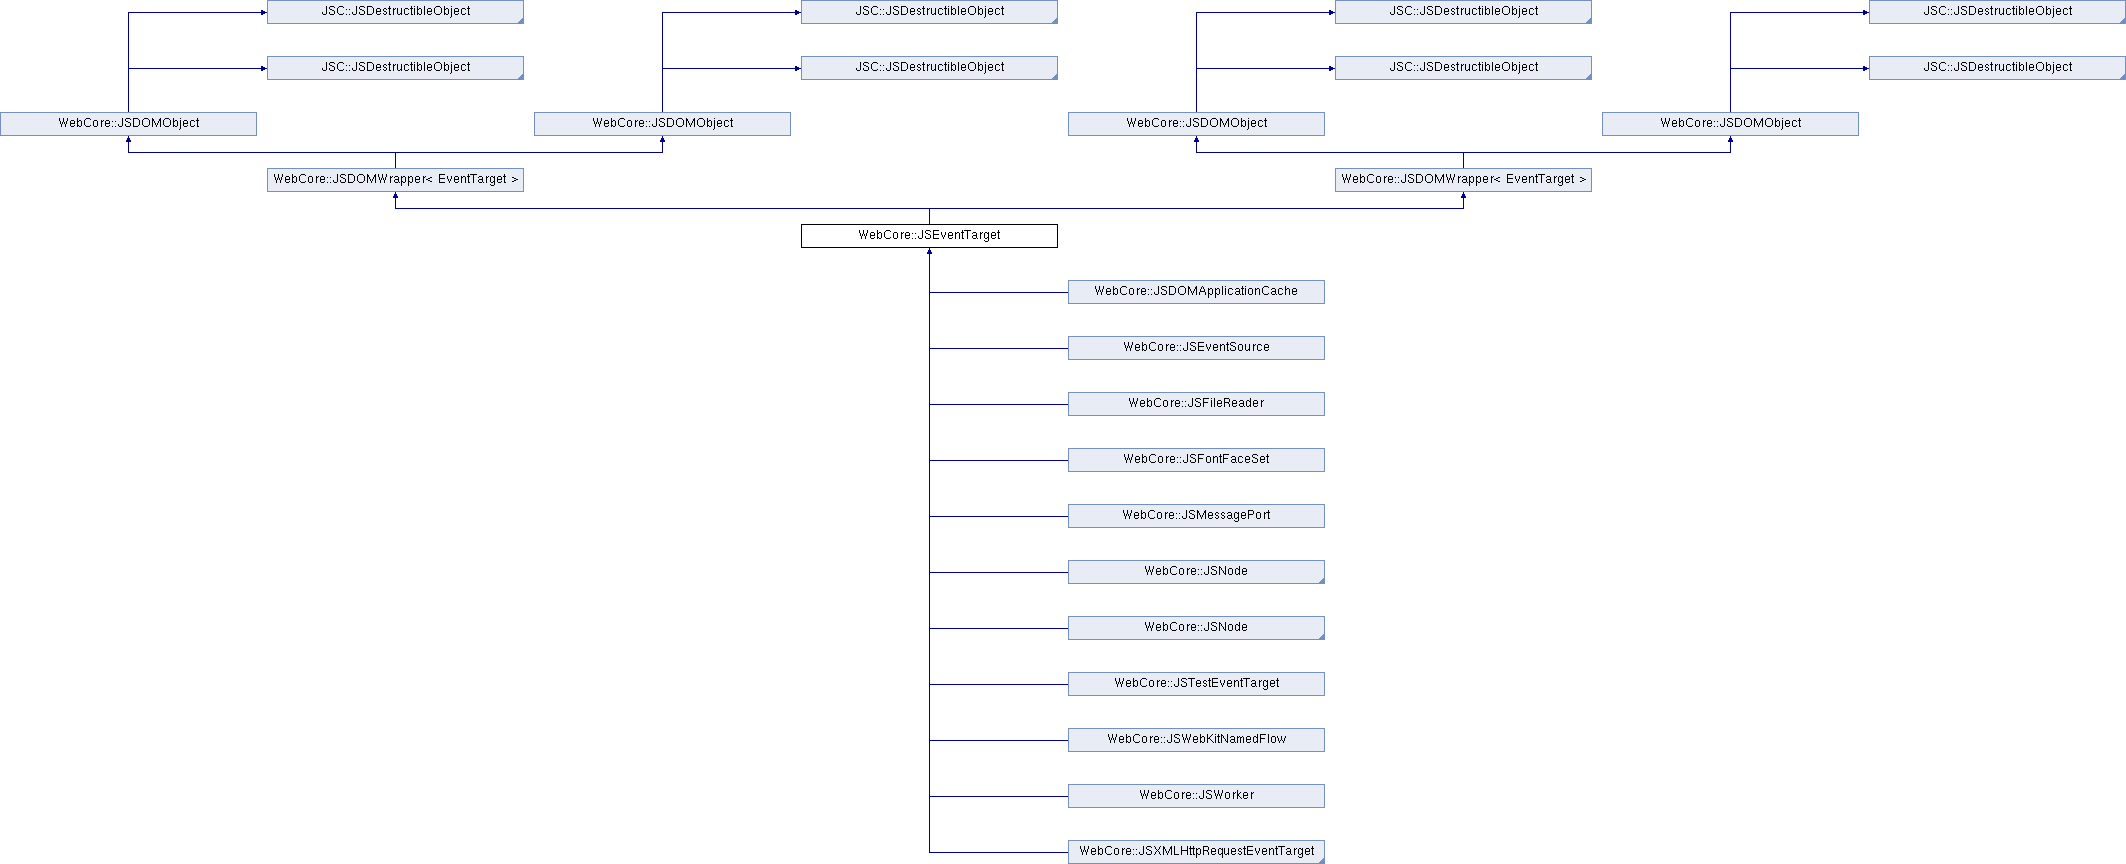 JSC::JSDestructibleObject
JSC::JSDestructibleObject
JSC::JSDestructibleObject
JSC::JSDestructibleObject
JSC::JSDestructibleObject
JSC::JSDestructibleObject
JSC::JSDestructibleObject
JSC::JSDestructibleObject
WebCore::JSDOMObject
WebCore::JSDOMObject
WebCore::JSDOMObject
WebCore::JSDOMObject
WebCore::JSDOMWrapper< EventTarget >
WebCore::JSDOMWrapper< EventTarget >
WebCore::JSEventTarget
WebCore::JSDOMApplicationCache
WebCore::JSEventSource
WebCore::JSFileReader
WebCore::JSFontFaceSet
WebCore::JSMessagePort
WebCore::JSNode
WebCore::JSNode
WebCore::JSTestEventTarget
WebCore::JSWebKitNamedFlow
WebCore::JSWorker
WebCore::JSXMLHttpRequestEventTarget